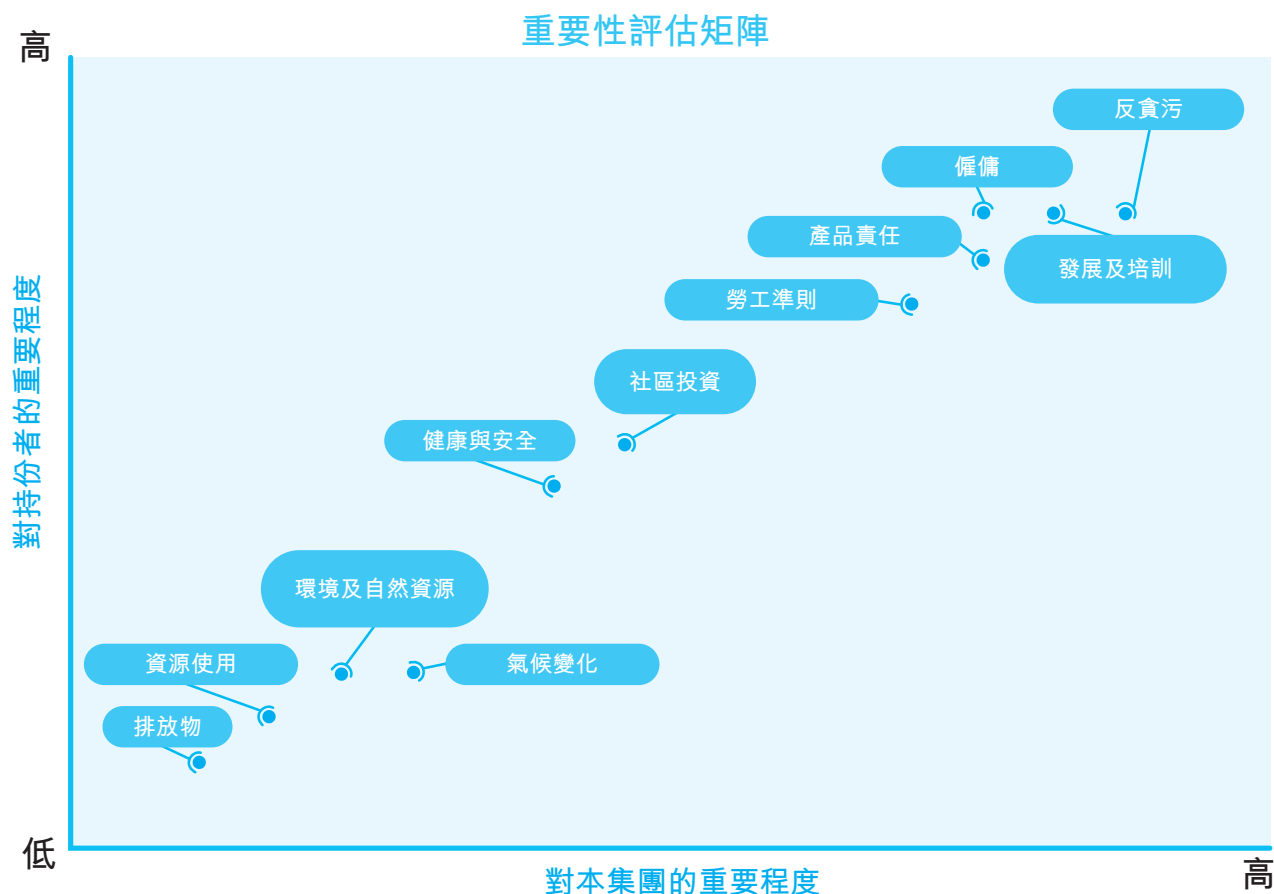 重要性評估矩陣
高
反貪污
僱傭
產品責任
發展及培訓
勞工準則
社區投資
健康與安全
對持份者的重要程度
環境及自然資源
資源使用
氣候變化
排放物
低
高
對本集團的重要程度